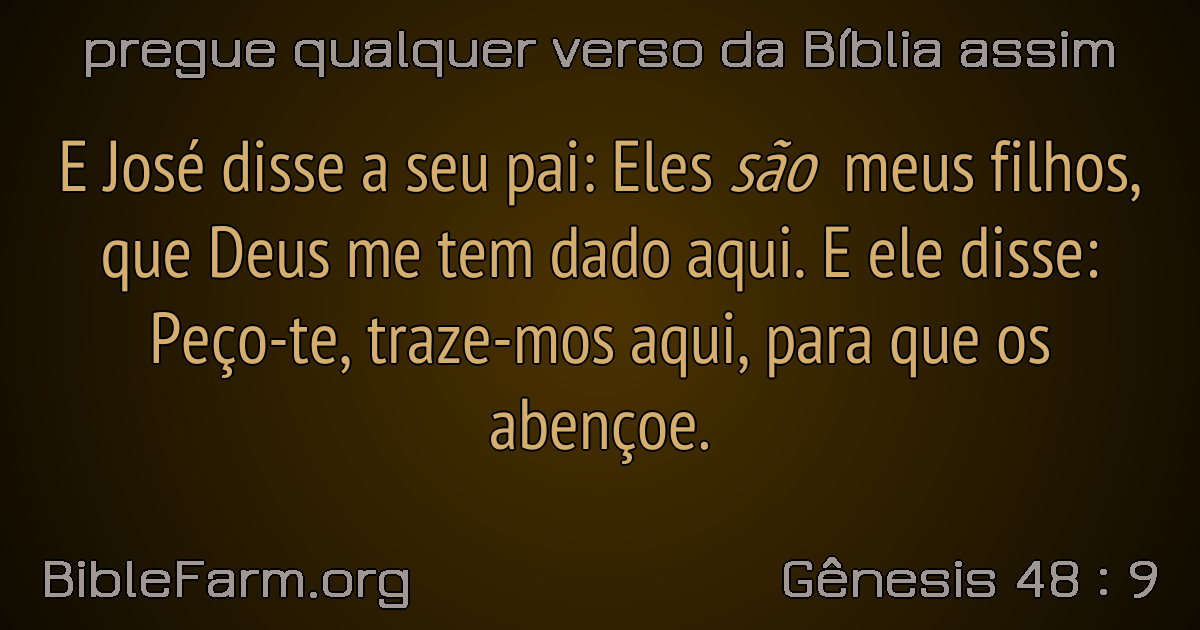 pregue qualquer verso da Bíblia assim
E José disse a seu pai: Eles são meus filhos,
que Deus me tem dado aqui. E ele disse:
Peço-te, traze-mos aqui, para que os
abençoe.
BibleFarm.org
Gênesis 48 : 9